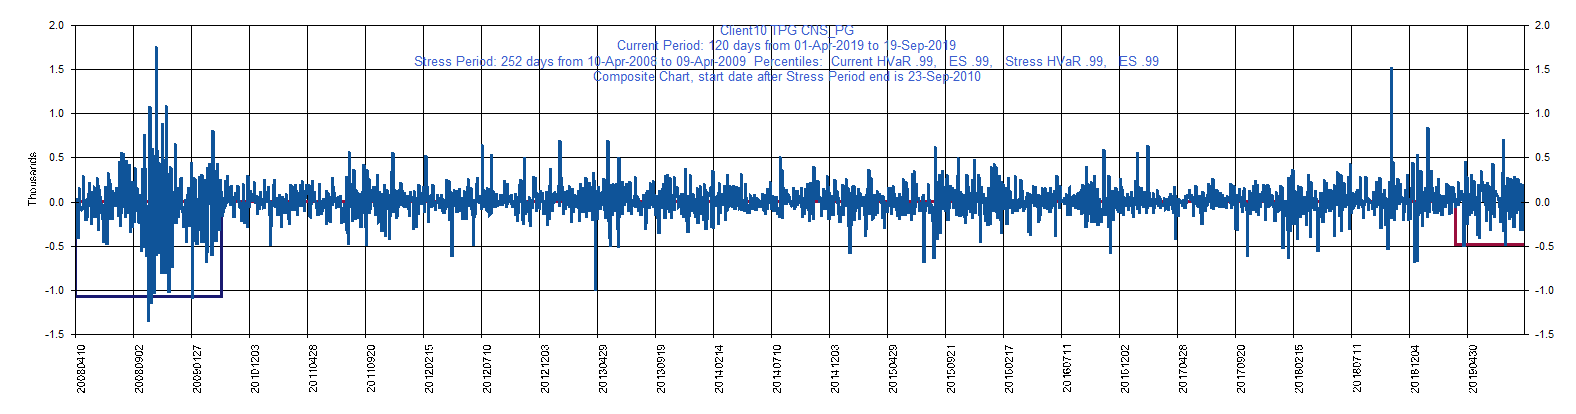 Client10 TPG CNS_PG
Current Period: 120 days from 01-Apr-2019 to 19-Sep-2019
Stress Period: 252 days from 10-Apr-2008 to 09-Apr-2009 Percentiles: Current HVaR .99, ES .99, Stress HVaR .99, ES .99
Composite Chart, start date after Stress Period end is 23-Sep-2010
2.0 2.0
1.5 1.5
1.0 1.0
0.5 0.5
0.0 0.0
-0.5 -0.5
-1.0 -1.0
-1.5 -1.5
Thousands
20080410 20080902 20090127 20101203 20110428 20110920 20120215 20120710 20121203 20130429 20130919 20140214 20140710 20141203 20150429 20150921 20160217 20160711 20161202 20170428 20170920 20180215 20180711 20181204 20190430